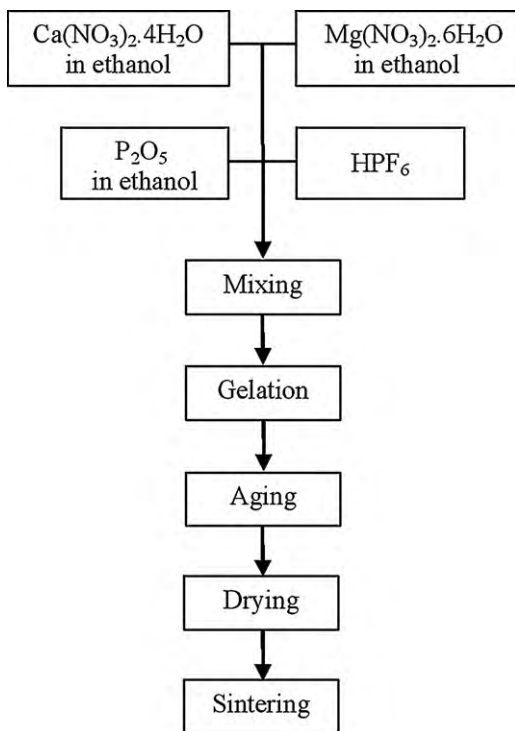 Ca(NO₃)₂.4H₂O
in ethanol
Mg(NO₃)₂.6H₂O
in ethanol
P₂O₅
in ethanol
HPF₆
Mixing
Gelation
Aging
Drying
Sintering